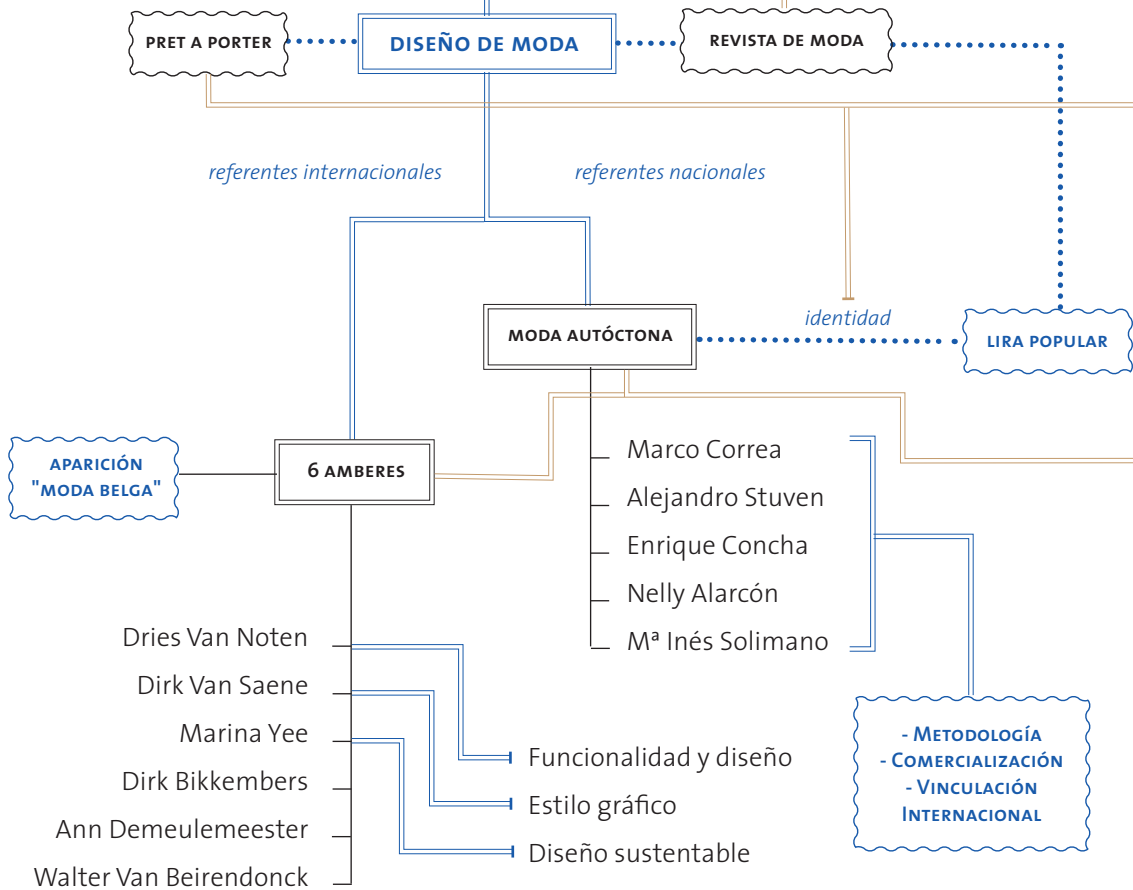 PRET A PORTER
DISEÑO DE MODA
REVISTA DE MODA
referentes internacionales
referentes nacionales
MODA AUTÓCTONA
identidad
LIRA POPULAR
APARICIÓN
"MODA BELGA"
6 AMBERES
Marco Correa
Alejandro Stuven
Enrique Concha
Nelly Alarcón
Mª Inés Solimano
Dries Van Noten
Dirk Van Saene
Marina Yee
Dirk Bikkembers
Ann Demeulemeester
Walter Van Beirendonck
Funcionalidad y diseño
Estilo gráfico
Diseño sustentable
- METODOLOGÍA
- COMERCIALIZACIÓN
- VINCULACIÓN
INTERNACIONAL